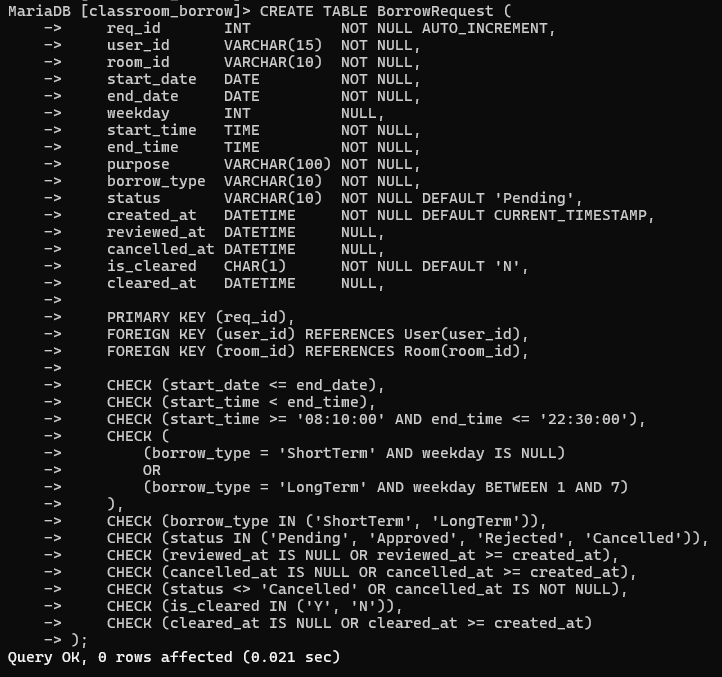 MariaDB [classroom_borrow]> CREATE TABLE BorrowRequest (
    ->     req_id       INT          NOT NULL AUTO_INCREMENT,
    ->     user_id      VARCHAR(15)  NOT NULL,
    ->     room_id      VARCHAR(10)  NOT NULL,
    ->     start_date   DATE         NOT NULL,
    ->     end_date     DATE         NOT NULL,
    ->     weekday      INT          NULL,
    ->     start_time   TIME         NOT NULL,
    ->     end_time     TIME         NOT NULL,
    ->     purpose      VARCHAR(100) NOT NULL,
    ->     borrow_type  VARCHAR(10)  NOT NULL,
    ->     status       VARCHAR(10)  NOT NULL DEFAULT 'Pending',
    ->     created_at   DATETIME     NOT NULL DEFAULT CURRENT_TIMESTAMP,
    ->     reviewed_at  DATETIME     NULL,
    ->     cancelled_at DATETIME     NULL,
    ->     is_cleared   CHAR(1)      NOT NULL DEFAULT 'N',
    ->     cleared_at   DATETIME     NULL,
    ->
    ->     PRIMARY KEY (req_id),
    ->     FOREIGN KEY (user_id) REFERENCES User(user_id),
    ->     FOREIGN KEY (room_id) REFERENCES Room(room_id),
    ->
    ->     CHECK (start_date <= end_date),
    ->     CHECK (start_time < end_time),
    ->     CHECK (start_time >= '08:10:00' AND end_time <= '22:30:00'),
    ->     CHECK (
    ->         (borrow_type = 'ShortTerm' AND weekday IS NULL)
    ->         OR
    ->         (borrow_type = 'LongTerm' AND weekday BETWEEN 1 AND 7)
    ->     ),
    ->     CHECK (borrow_type IN ('ShortTerm', 'LongTerm')),
    ->     CHECK (status IN ('Pending', 'Approved', 'Rejected', 'Cancelled')),
    ->     CHECK (reviewed_at IS NULL OR reviewed_at >= created_at),
    ->     CHECK (cancelled_at IS NULL OR cancelled_at >= created_at),
    ->     CHECK (status <> 'Cancelled' OR cancelled_at IS NOT NULL),
    ->     CHECK (is_cleared IN ('Y', 'N')),
    ->     CHECK (cleared_at IS NULL OR cleared_at >= created_at)
    -> );
Query OK, 0 rows affected (0.021 sec)